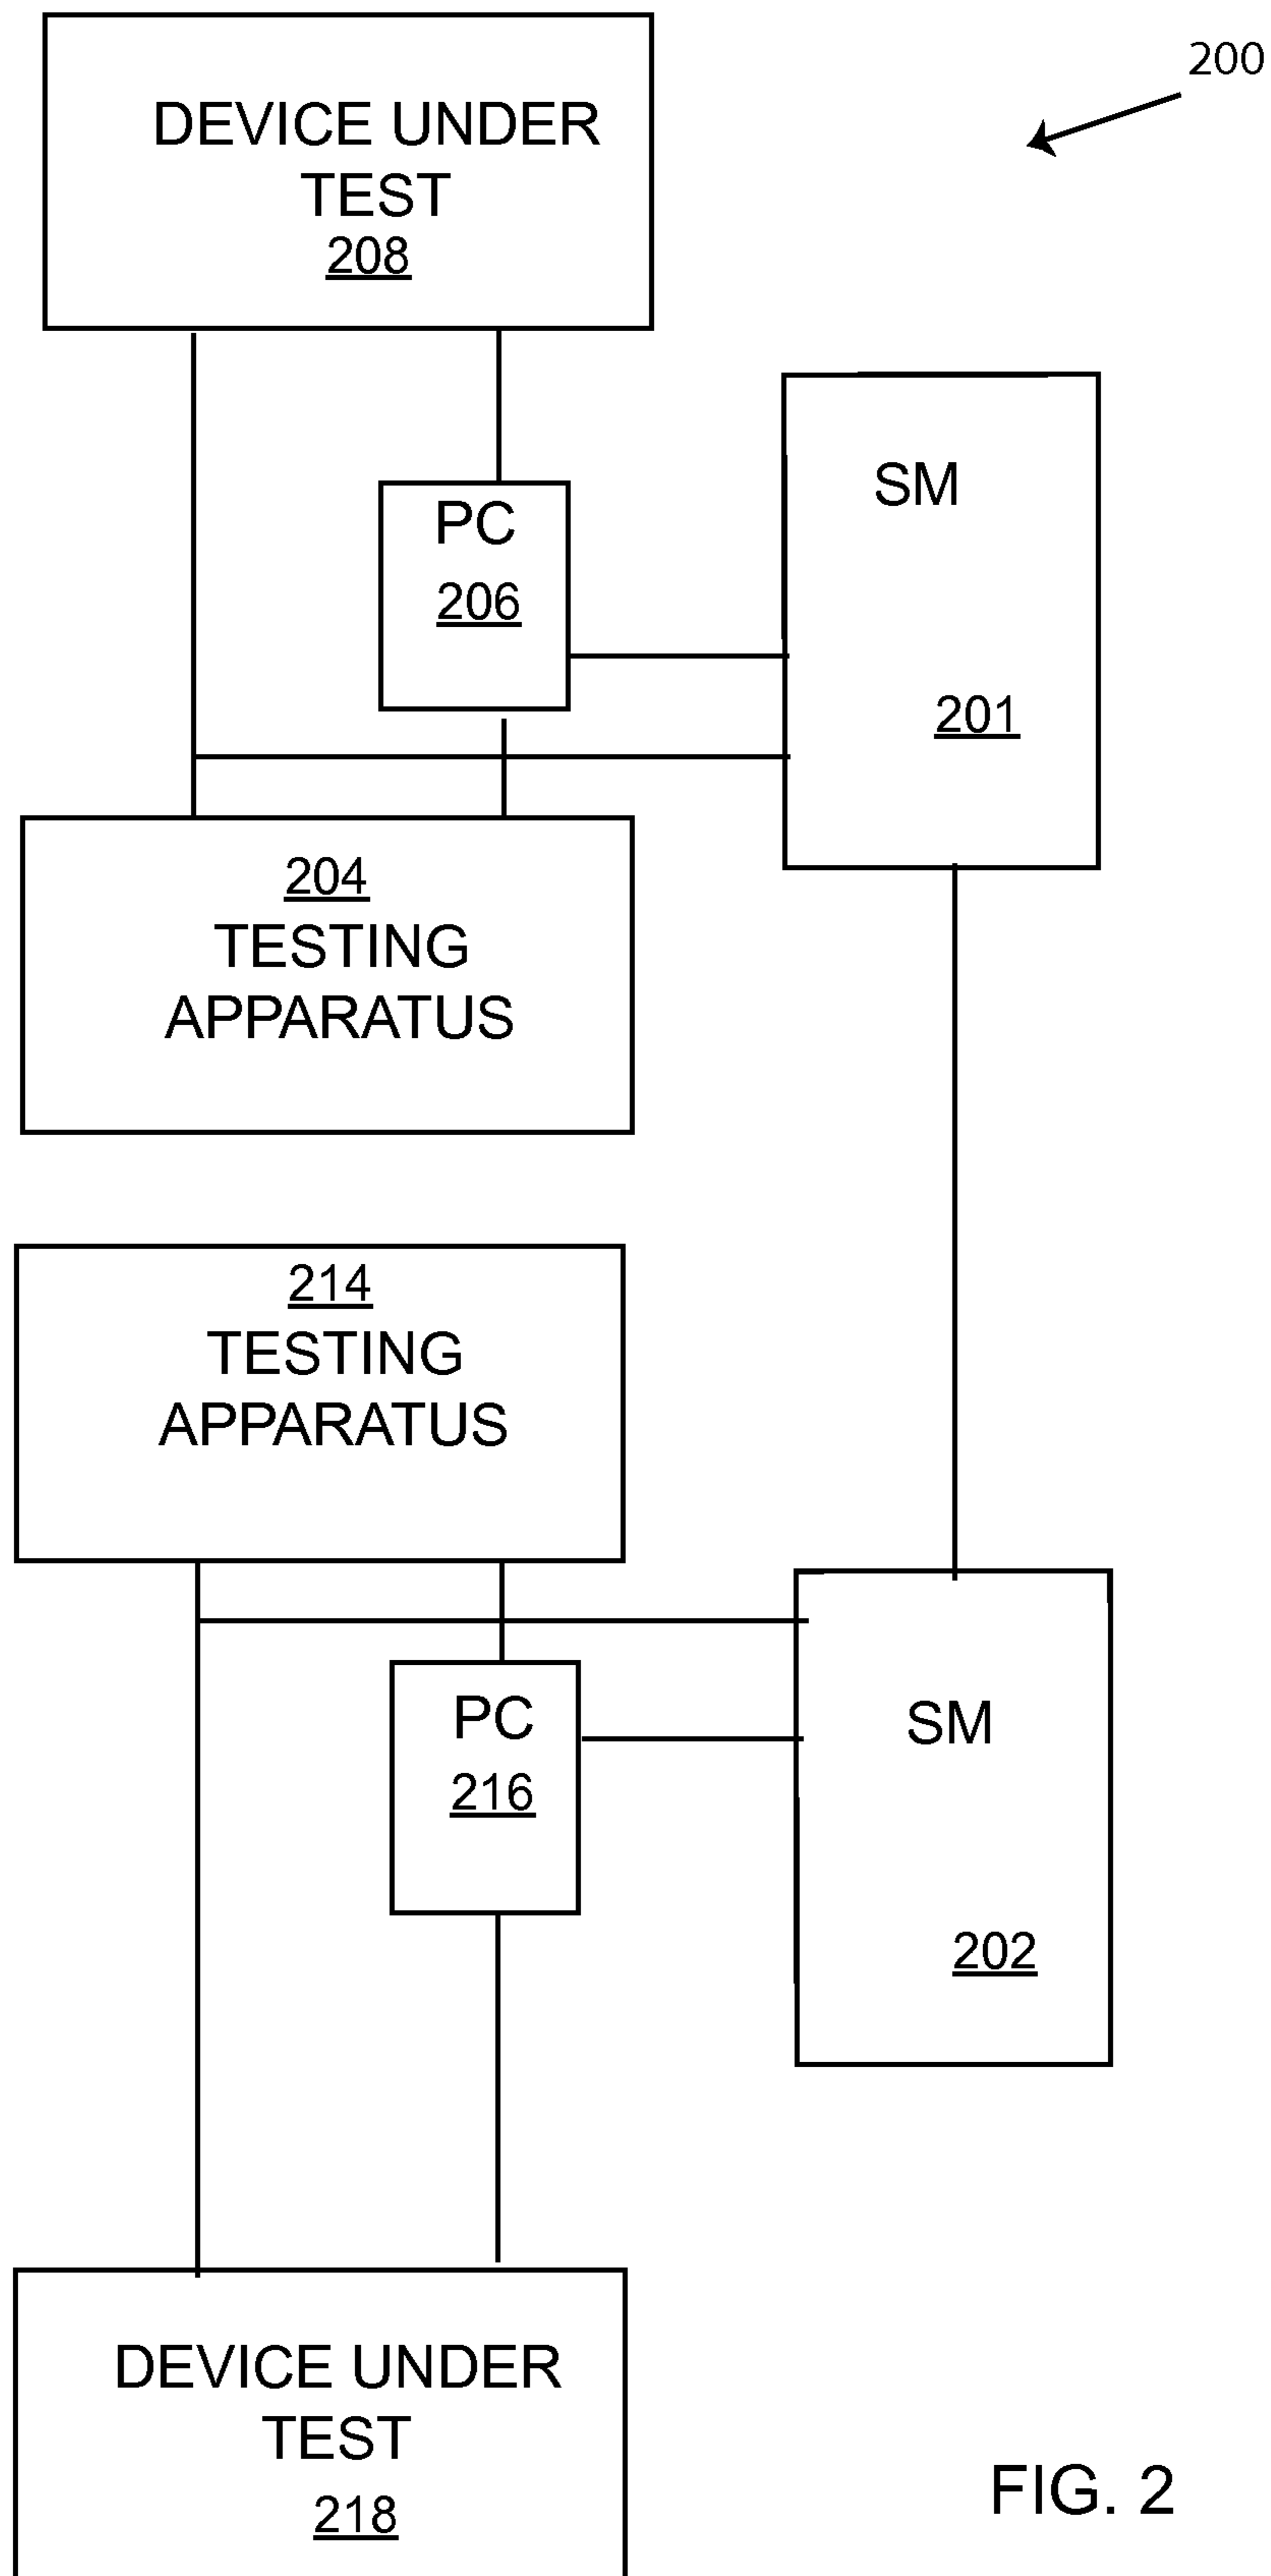 200
DEVICE UNDER
TEST
208
SM
PC
206
201
204
TESTING
APPARATUS
214
TESTING
APPARATUS
PC
216
SM
202
DEVICE UNDER
TEST
218
FIG. 2